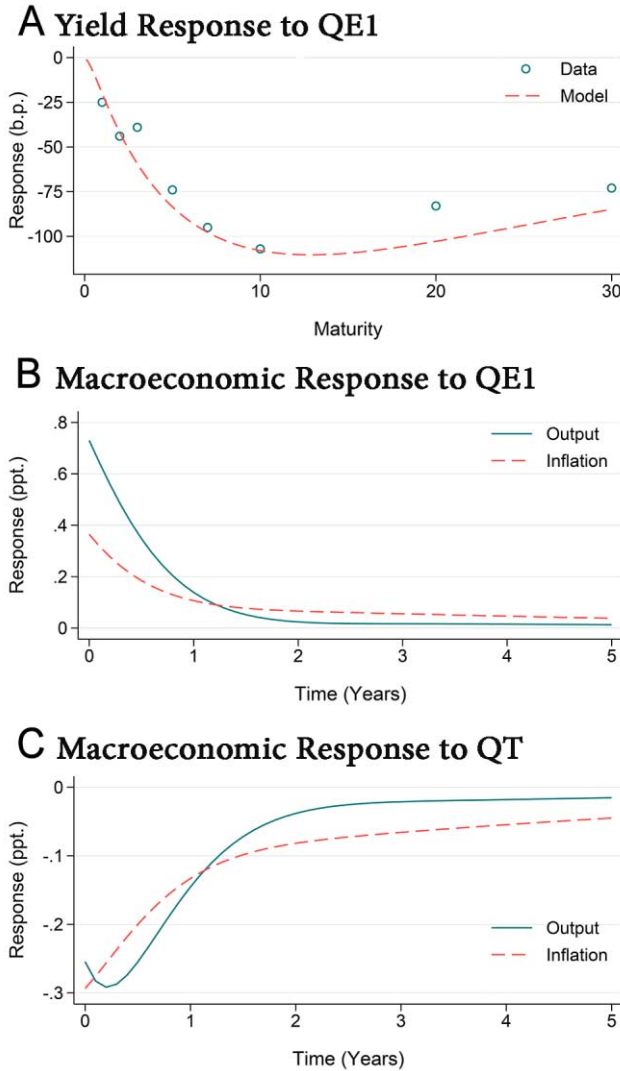 A Yield Response to QE1
0
-25
-50
-75
-100
Response (b.p.)
Data
Model
0 10 20 30
Maturity
B Macroeconomic Response to QE1
.8
.6
.4
.2
0
Response (ppt.)
Output
Inflation
0 1 2 3 4 5
Time (Years)
C Macroeconomic Response to QT
0
-.1
-.2
-.3
Response (ppt.)
Output
Inflation
0 1 2 3 4 5
Time (Years)